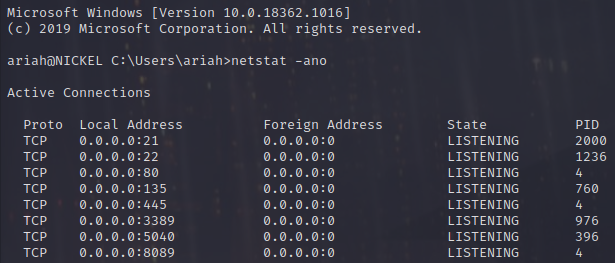 Microsoft Windows [Version 10.0.18362.1016]
(c) 2019 Microsoft Corporation. All rights reserved.
ariah@NICKEL C:\Users\ariah>netstat -ano
Active Connections
Proto  Local Address          Foreign Address        State           PID
TCP    0.0.0.0:21             0.0.0.0:0              LISTENING       2000
TCP    0.0.0.0:22             0.0.0.0:0              LISTENING       1236
TCP    0.0.0.0:80             0.0.0.0:0              LISTENING       4
TCP    0.0.0.0:135            0.0.0.0:0              LISTENING       760
TCP    0.0.0.0:445            0.0.0.0:0              LISTENING       4
TCP    0.0.0.0:3389           0.0.0.0:0              LISTENING       976
TCP    0.0.0.0:5040           0.0.0.0:0              LISTENING       396
TCP    0.0.0.0:8089           0.0.0.0:0              LISTENING       4